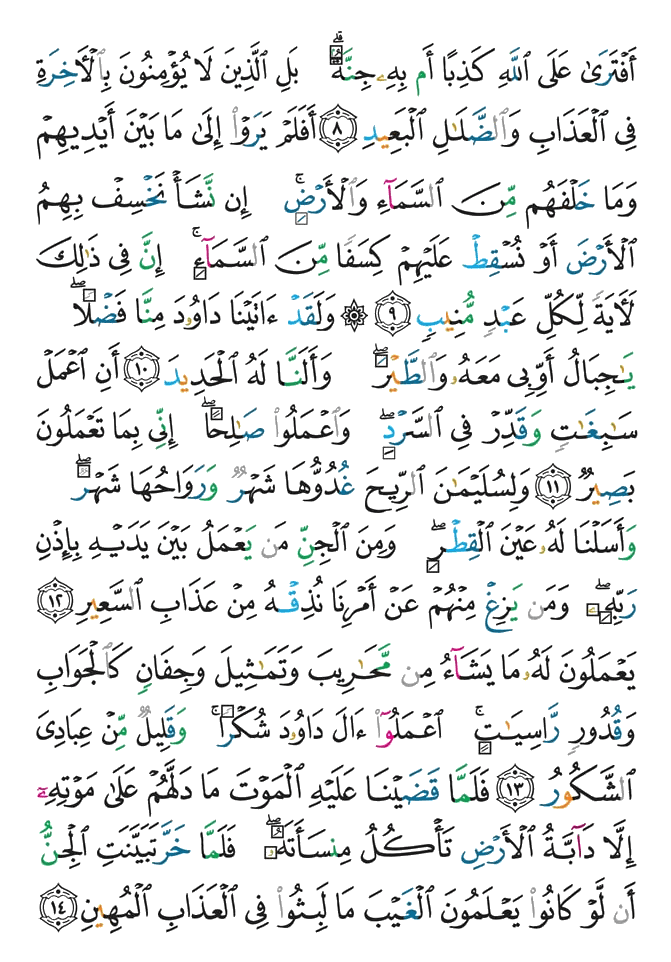 أَفْتَرَىٰ عَلَى ٱللَّهِ كَذِبًا أَم بِهِۦ جِنَّةٌۗ بَلِ ٱلَّذِينَ لَا يُؤْمِنُونَ بِٱلْأَخِرَةِ
فِى ٱلْعَذَابِ وَٱلضَّلَٰلِ ٱلْبَعِيدِ ٨ أَفَلَمْ يَرَوْا۟ إِلَىٰ مَا بَيْنَ أَيْدِيهِمْ
وَمَا خَلْفَهُم مِّنَ ٱلسَّمَآءِ وَٱلْأَرْضِۚ إِن نَّشَأْ نَخْسِفْ بِهِمُ
ٱلْأَرْضَ أَوْ نُسْقِطْ عَلَيْهِمْ كِسَفًا مِّنَ ٱلسَّمَآءِۚ إِنَّ فِى ذَٰلِكَ
لَأَيَةً لِّكُلِّ عَبْدٍ مُّنِيبٍ ٩ ۞ وَلَقَدْ ءَاتَيْنَا دَاوُۥدَ مِنَّا فَضْلًاۖ
يَٰجِبَالُ أَوِّبِى مَعَهُۥ وَٱلطَّيْرَۖ وَأَلَنَّا لَهُ ٱلْحَدِيدَ ١٠ أَنِ ٱعْمَلْ
سَٰبِغَٰتٍ وَقَدِّرْ فِى ٱلسَّرْدِۖ وَٱعْمَلُوا۟ صَٰلِحًاۖ إِنِّى بِمَا تَعْمَلُونَ
بَصِيرٌ ١١ وَلِسُلَيْمَٰنَ ٱلرِّيحَ غُدُوُّهَا شَهْرٌ وَرَوَاحُهَا شَهْرٌۖ
وَأَسَلْنَا لَهُۥ عَيْنَ ٱلْقِطْرِۖ وَمِنَ ٱلْجِنِّ مَن يَعْمَلُ بَيْنَ يَدَيْهِ بِإِذْنِ
رَبِّهِۦۖ وَمَن يَزِغْ مِنْهُمْ عَنْ أَمْرِنَا نُذِقْهُ مِنْ عَذَابِ ٱلسَّعِيرِ ١٢
يَعْمَلُونَ لَهُۥ مَا يَشَآءُ مِن مَّحَٰرِيبَ وَتَمَٰثِيلَ وَجِفَانٍ كَٱلْجَوَابِ
وَقُدُورٍ رَّاسِيَٰتٍۚ ٱعْمَلُوٓا۟ ءَالَ دَاوُۥدَ شُكْرًاۚ وَقَلِيلٌ مِّنْ عِبَادِىَ
ٱلشَّكُورُ ١٣ فَلَمَّا قَضَيْنَا عَلَيْهِ ٱلْمَوْتَ مَا دَلَّهُمْ عَلَىٰ مَوْتِهِۦٓ
إِلَّا دَآبَّةُ ٱلْأَرْضِ تَأْكُلُ مِنسَأَتَهُۥۖ فَلَمَّا خَرَّ تَبَيَّنَتِ ٱلْجِنُّ
أَن لَّوْ كَانُوا۟ يَعْلَمُونَ ٱلْغَيْبَ مَا لَبِثُوا۟ فِى ٱلْعَذَابِ ٱلْمُهِينِ ١٤